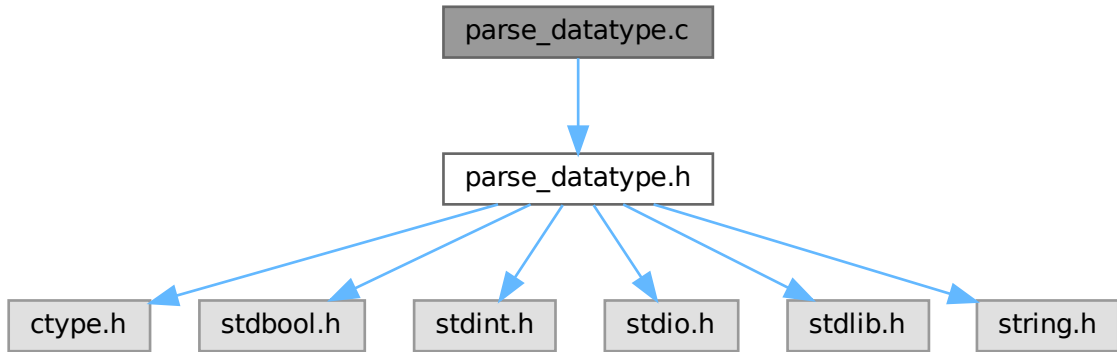 parse_datatype.c
parse_datatype.h
ctype.h
stdbool.h
stdint.h
stdio.h
stdlib.h
string.h